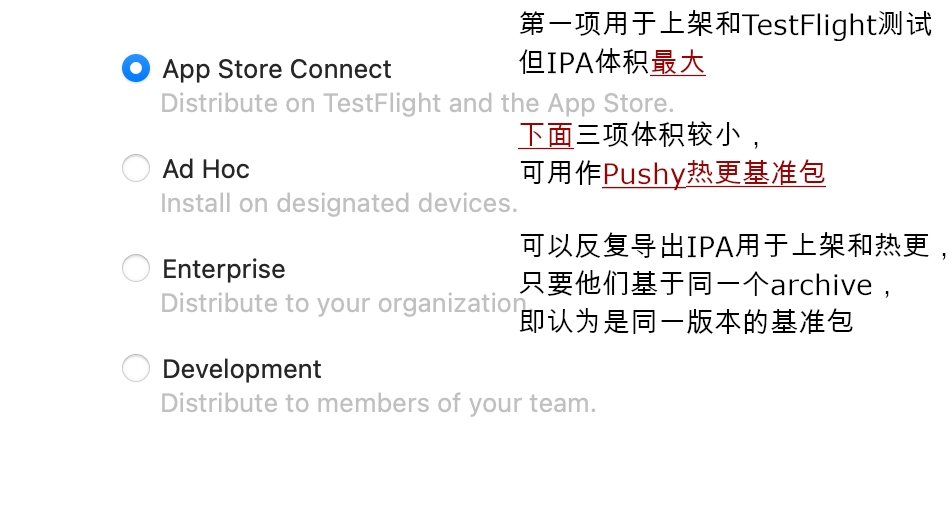 第一项用于上架和TestFlight测试
但IPA体积最大
App Store Connect
Distribute on TestFlight and the App Store.
下面三项体积较小，
可用作Pushy热更基准包
Ad Hoc
Install on designated devices.
可以反复导出IPA用于上架和热更，
只要他们基于同一个archive，
即认为是同一版本的基准包
Enterprise
Distribute to your organization
Development
Distribute to members of your team.